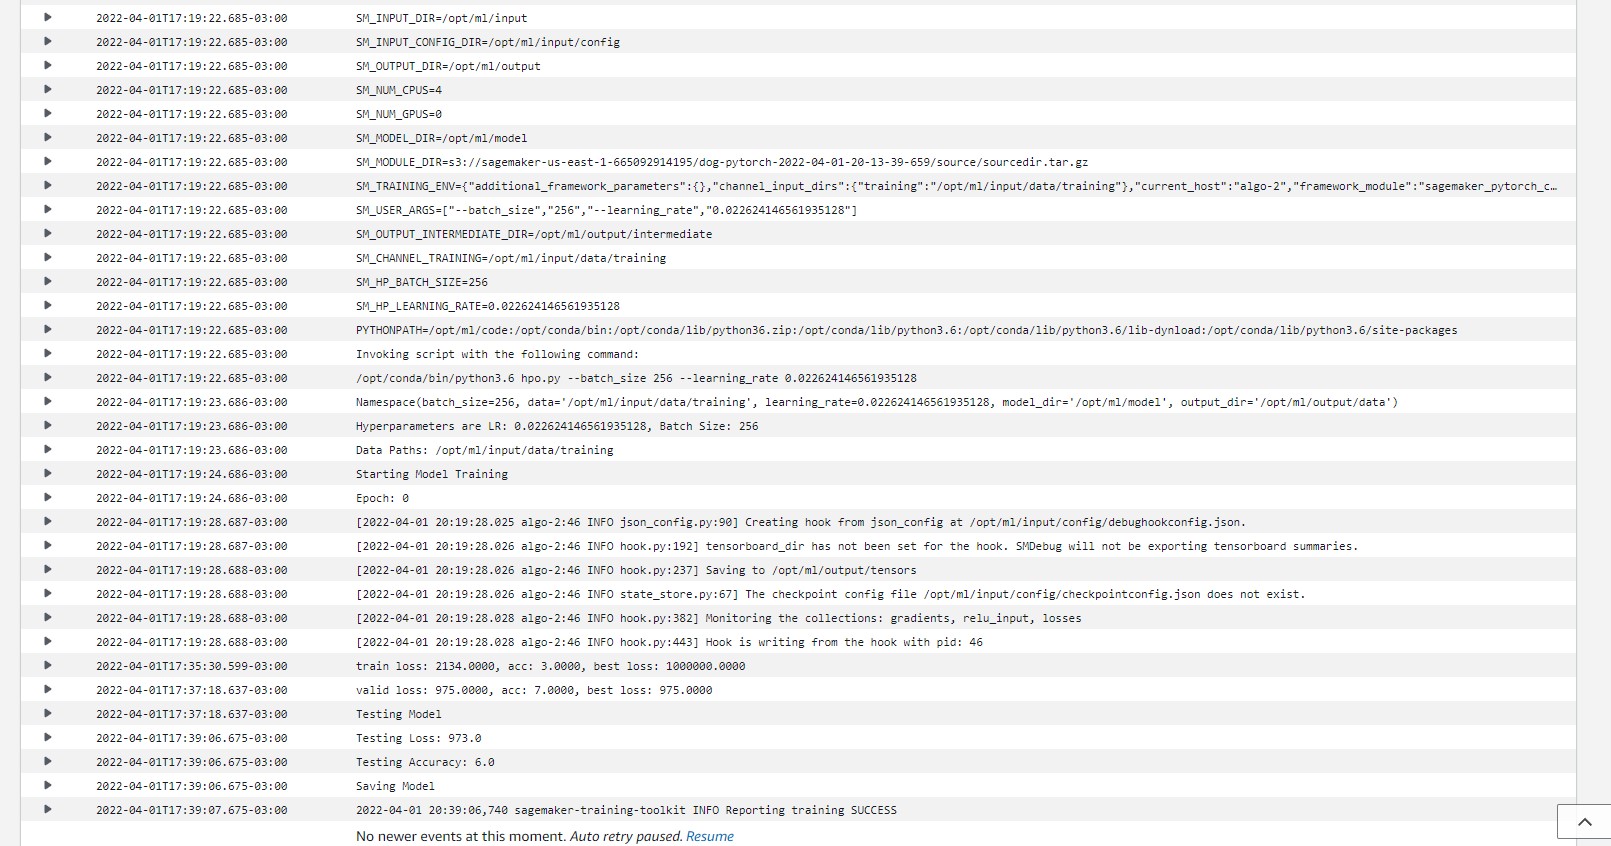 2022-04-01T17:19:22.685-03:00 SM_INPUT_DIR=/opt/ml/input
2022-04-01T17:19:22.685-03:00 SM_INPUT_CONFIG_DIR=/opt/ml/input/config
2022-04-01T17:19:22.685-03:00 SM_OUTPUT_DIR=/opt/ml/output
2022-04-01T17:19:22.685-03:00 SM_NUM_CPUS=4
2022-04-01T17:19:22.685-03:00 SM_NUM_GPUS=0
2022-04-01T17:19:22.685-03:00 SM_MODEL_DIR=/opt/ml/model
2022-04-01T17:19:22.685-03:00 SM_MODULE_DIR=s3://sagemaker-us-east-1-665092914195/dog-pytorch-2022-04-01-20-13-39-659/source/sourcedir.tar.gz
2022-04-01T17:19:22.685-03:00 SM_TRAINING_ENV={"additional_framework_parameters":{},"channel_input_dirs":{"training":"/opt/ml/input/data/training"},"current_host":"algo-2","framework_module":"sagemaker_pytorch_c…
2022-04-01T17:19:22.685-03:00 SM_USER_ARGS=["--batch_size","256","--learning_rate","0.022624146561935128"]
2022-04-01T17:19:22.685-03:00 SM_OUTPUT_INTERMEDIATE_DIR=/opt/ml/output/intermediate
2022-04-01T17:19:22.685-03:00 SM_CHANNEL_TRAINING=/opt/ml/input/data/training
2022-04-01T17:19:22.685-03:00 SM_HP_BATCH_SIZE=256
2022-04-01T17:19:22.685-03:00 SM_HP_LEARNING_RATE=0.022624146561935128
2022-04-01T17:19:22.685-03:00 PYTHONPATH=/opt/ml/code:/opt/conda/bin:/opt/conda/lib/python36.zip:/opt/conda/lib/python3.6:/opt/conda/lib/python3.6/lib-dynload:/opt/conda/lib/python3.6/site-packages
2022-04-01T17:19:22.685-03:00 Invoking script with the following command:
2022-04-01T17:19:22.685-03:00 /opt/conda/bin/python3.6 hpo.py --batch_size 256 --learning_rate 0.022624146561935128
2022-04-01T17:19:23.686-03:00 Namespace(batch_size=256, data='/opt/ml/input/data/training', learning_rate=0.022624146561935128, model_dir='/opt/ml/model', output_dir='/opt/ml/output/data')
2022-04-01T17:19:23.686-03:00 Hyperparameters are LR: 0.022624146561935128, Batch Size: 256
2022-04-01T17:19:23.686-03:00 Data Paths: /opt/ml/input/data/training
2022-04-01T17:19:24.686-03:00 Starting Model Training
2022-04-01T17:19:24.686-03:00 Epoch: 0
2022-04-01T17:19:28.687-03:00 [2022-04-01 20:19:28.025 algo-2:46 INFO json_config.py:90] Creating hook from json_config at /opt/ml/input/config/debughookconfig.json.
2022-04-01T17:19:28.687-03:00 [2022-04-01 20:19:28.026 algo-2:46 INFO hook.py:192] tensorboard_dir has not been set for the hook. SMDebug will not be exporting tensorboard summaries.
2022-04-01T17:19:28.688-03:00 [2022-04-01 20:19:28.026 algo-2:46 INFO hook.py:237] Saving to /opt/ml/output/tensors
2022-04-01T17:19:28.688-03:00 [2022-04-01 20:19:28.026 algo-2:46 INFO state_store.py:67] The checkpoint config file /opt/ml/input/config/checkpointconfig.json does not exist.
2022-04-01T17:19:28.688-03:00 [2022-04-01 20:19:28.028 algo-2:46 INFO hook.py:382] Monitoring the collections: gradients, relu_input, losses
2022-04-01T17:19:28.688-03:00 [2022-04-01 20:19:28.028 algo-2:46 INFO hook.py:443] Hook is writing from the hook with pid: 46
2022-04-01T17:35:30.599-03:00 train loss: 2134.0000, acc: 3.0000, best loss: 1000000.0000
2022-04-01T17:37:18.637-03:00 valid loss: 975.0000, acc: 7.0000, best loss: 975.0000
2022-04-01T17:37:18.637-03:00 Testing Model
2022-04-01T17:39:06.675-03:00 Testing Loss: 973.0
2022-04-01T17:39:06.675-03:00 Testing Accuracy: 6.0
2022-04-01T17:39:06.675-03:00 Saving Model
2022-04-01T17:39:07.675-03:00 2022-04-01 20:39:06,740 sagemaker-training-toolkit INFO Reporting training SUCCESS
No newer events at this moment. Auto retry paused. Resume